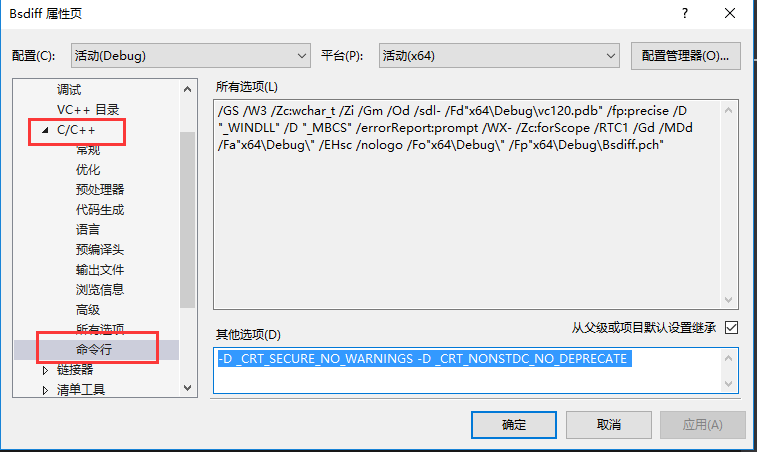 Bsdiff 属性页
配置(C): 活动(Debug) 平台(P): 活动(x64) 配置管理器(O)...
调试
VC++ 目录
C/C++
常规
优化
预处理器
代码生成
语言
预编译头
输出文件
浏览信息
高级
所有选项
命令行
链接器
清单工具
所有选项(L)
/GS /W3 /Zc:wchar_t /Zi /Gm /Od /sdl- /Fd"x64\Debug\vc120.pdb" /fp:precise /D
"_WINDLL" /D "_MBCS" /errorReport:prompt /WX- /Zc:forScope /RTC1 /Gd /MDd
/Fa"x64\Debug\" /EHsc /nologo /Fo"x64\Debug\" /Fp"x64\Debug\Bsdiff.pch"
其他选项(D) 从父级或项目默认设置继承
-D _CRT_SECURE_NO_WARNINGS -D _CRT_NONSTDC_NO_DEPRECATE
确定 取消 应用(A)